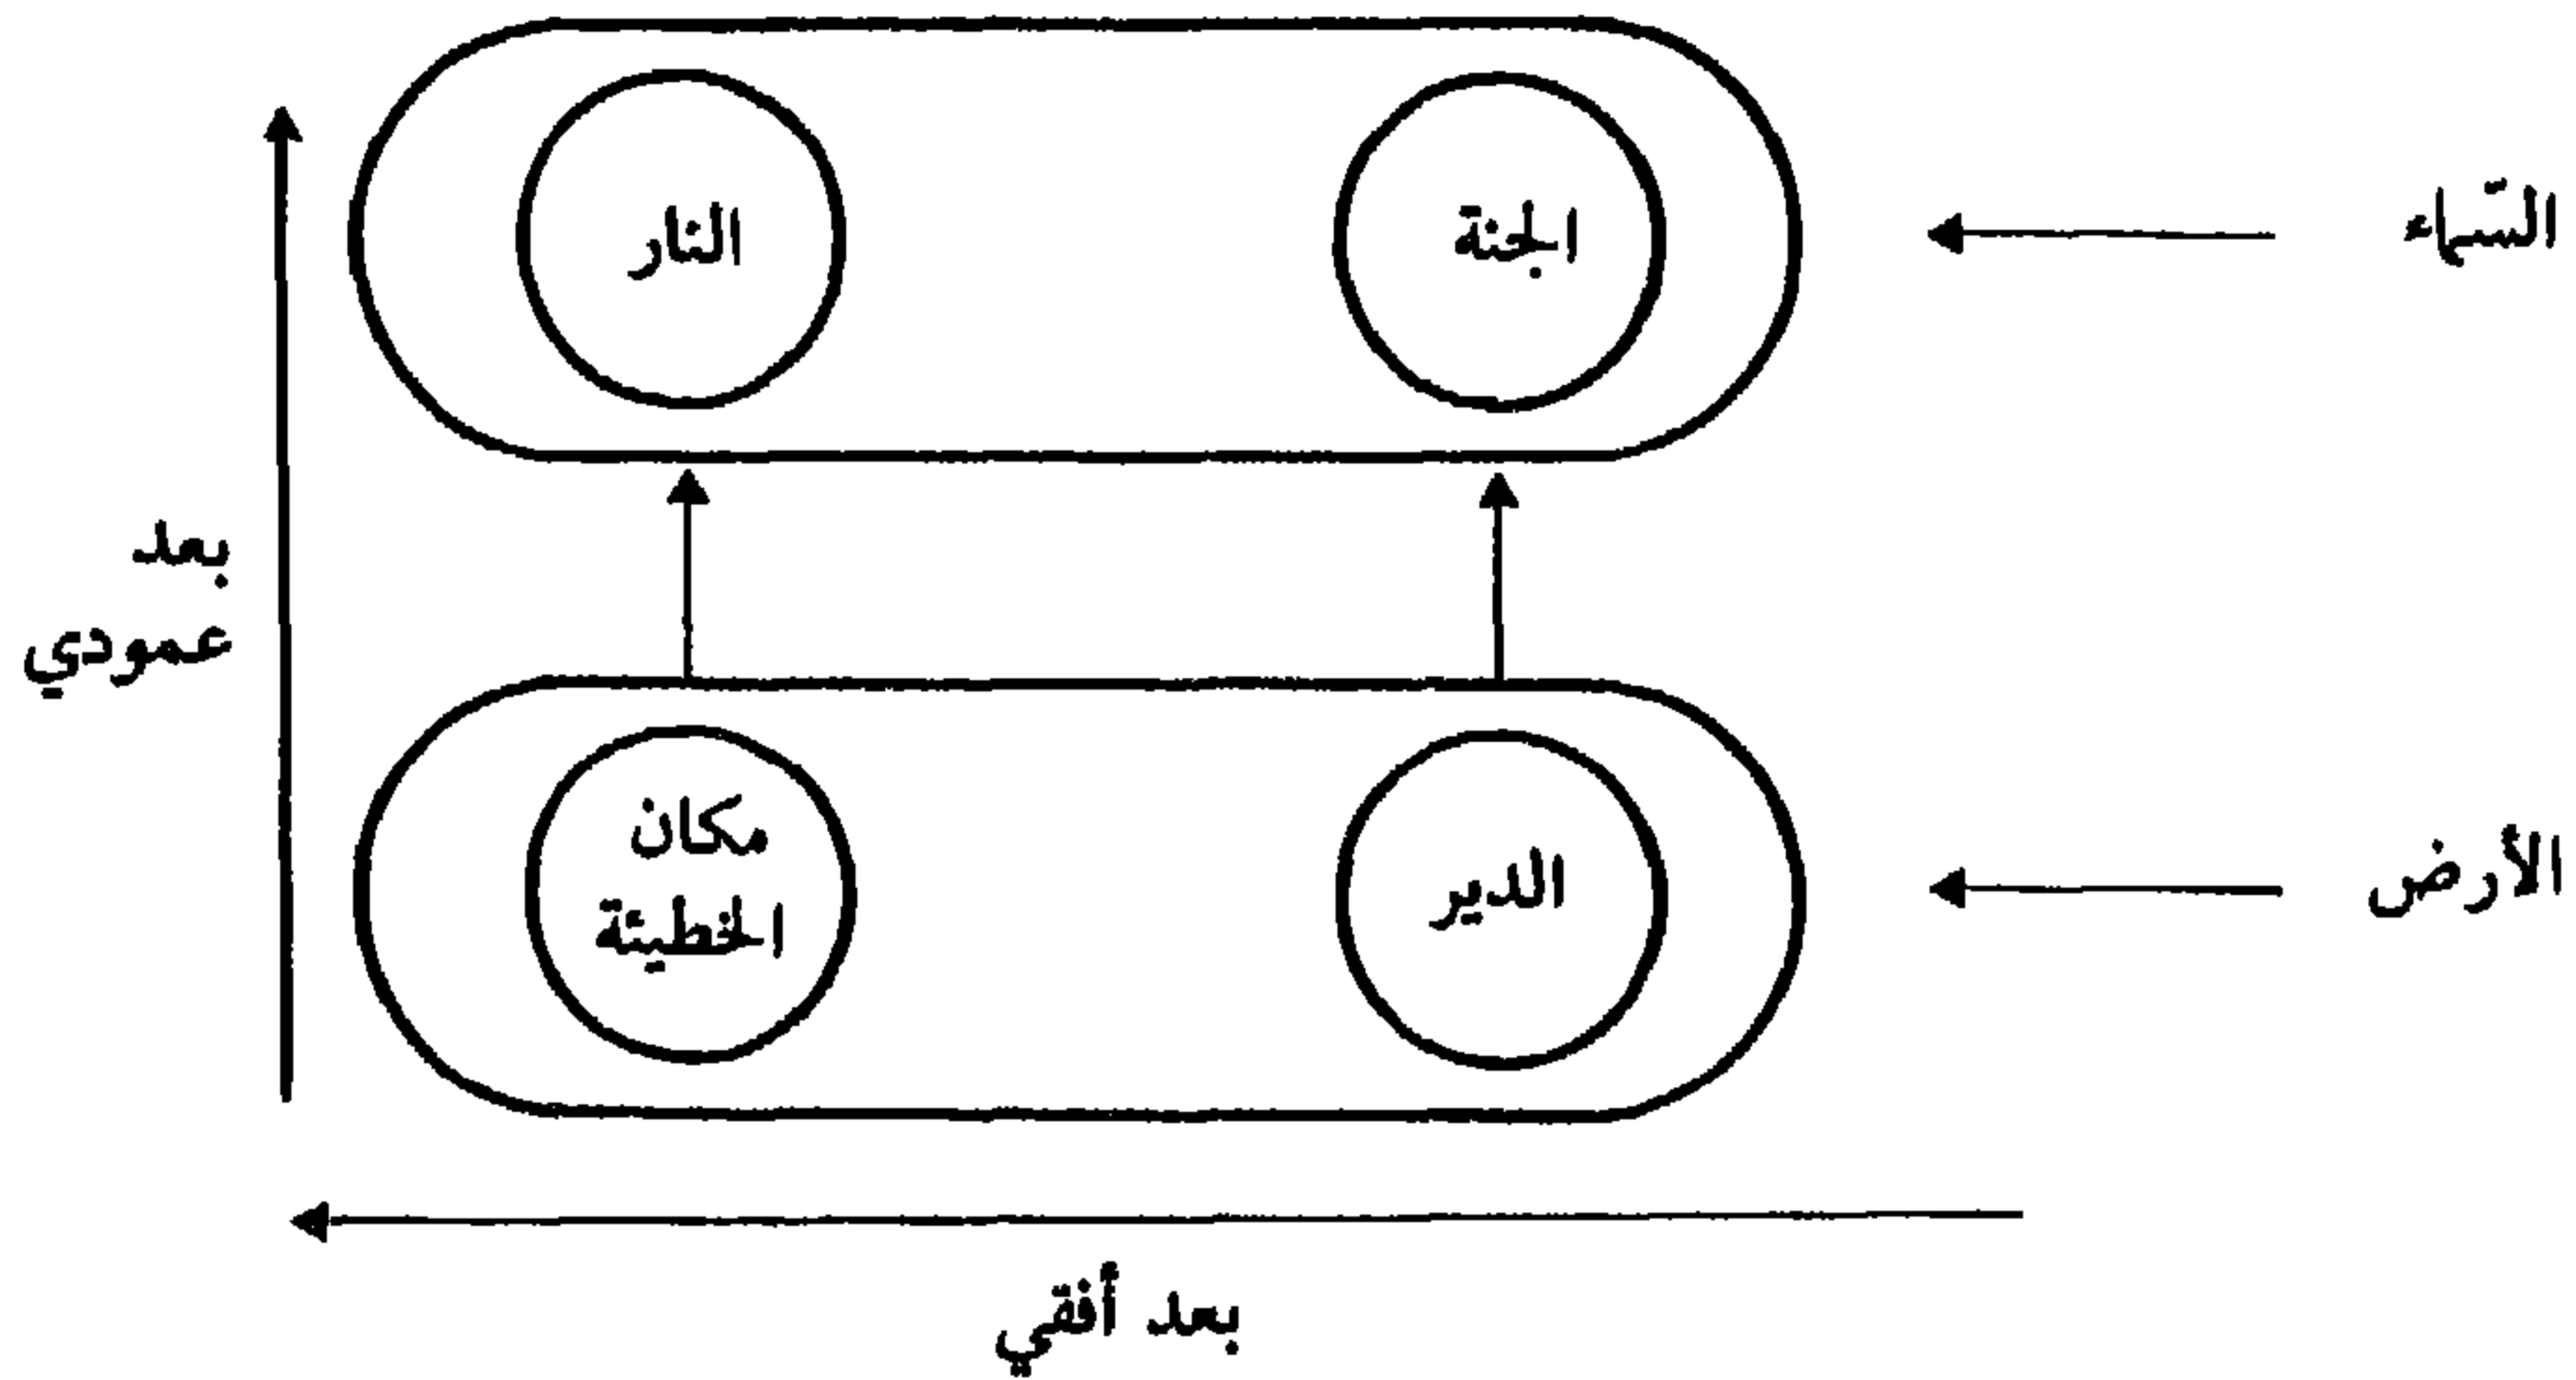 السّماء
الجنة
النار
بعد
عمودي
الأرض
الدير
مكان
الخطيئة
بعد أفقي